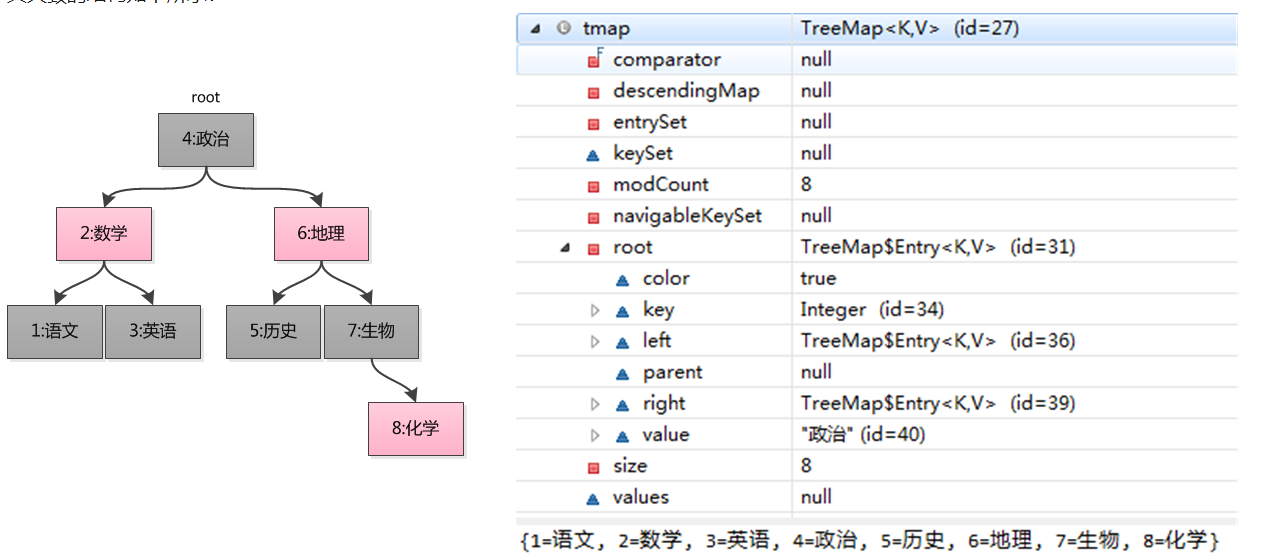 root
4:政治
2:数学
6:地理
1:语文
3:英语
5:历史
7:生物
8:化学
tmap TreeMap<K,V> (id=27)
comparator null
descendingMap null
entrySet null
keySet null
modCount 8
navigableKeySet null
root TreeMap$Entry<K,V> (id=31)
color true
key Integer (id=34)
left TreeMap$Entry<K,V> (id=36)
parent null
right TreeMap$Entry<K,V> (id=39)
value "政治" (id=40)
size 8
values null
{1=语文, 2=数学, 3=英语, 4=政治, 5=历史, 6=地理, 7=生物, 8=化学}